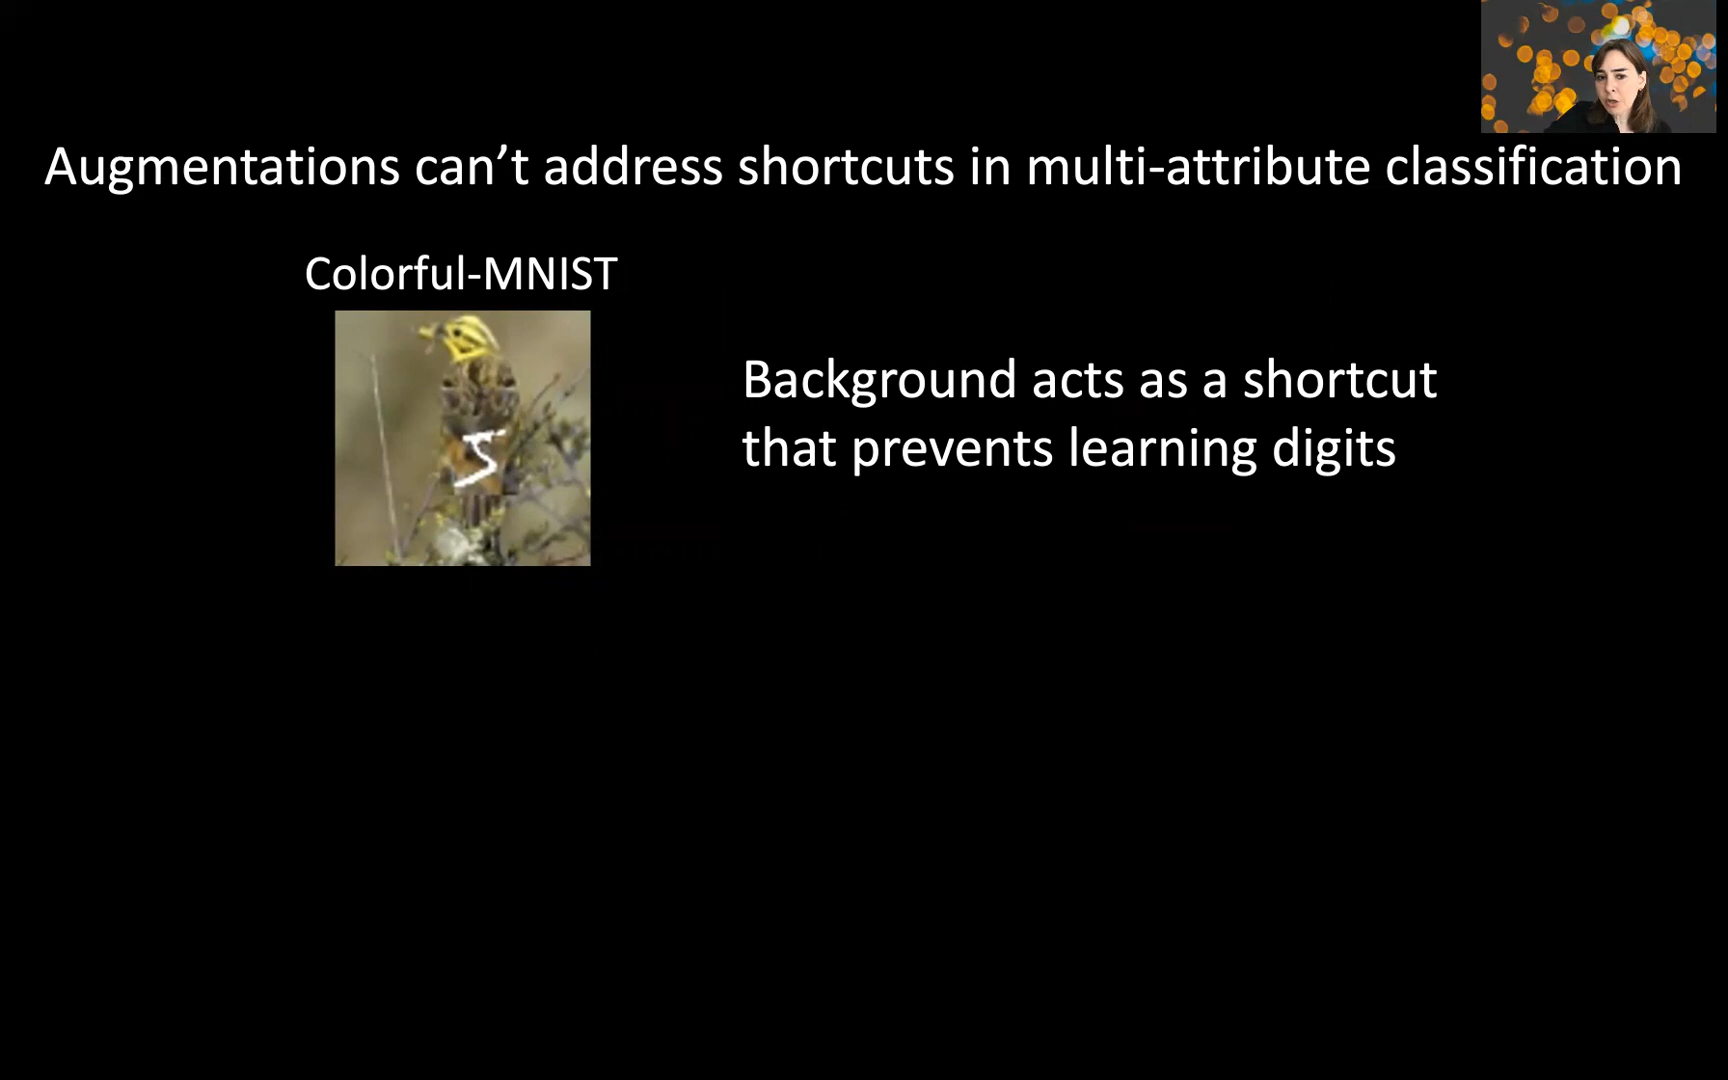 Augmentations can’t address shortcuts in multi-attribute classification
Colorful-MNIST
5
Background acts as a shortcut
that prevents learning digits